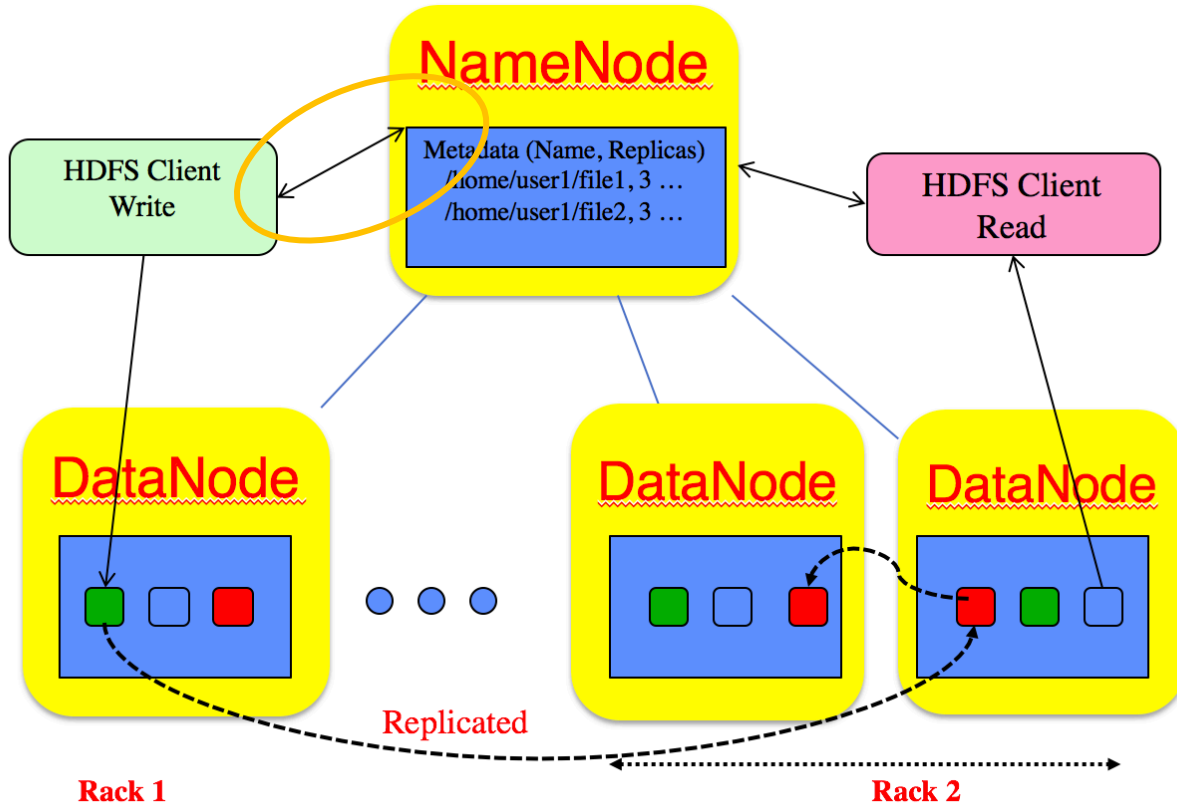 NameNode
Metadata (Name, Replicas)
/home/user1/file1, 3 ...
/home/user1/file2, 3 ...
HDFS Client
Write
HDFS Client
Read
DataNode
DataNode
DataNode
Replicated
Rack 1
Rack 2